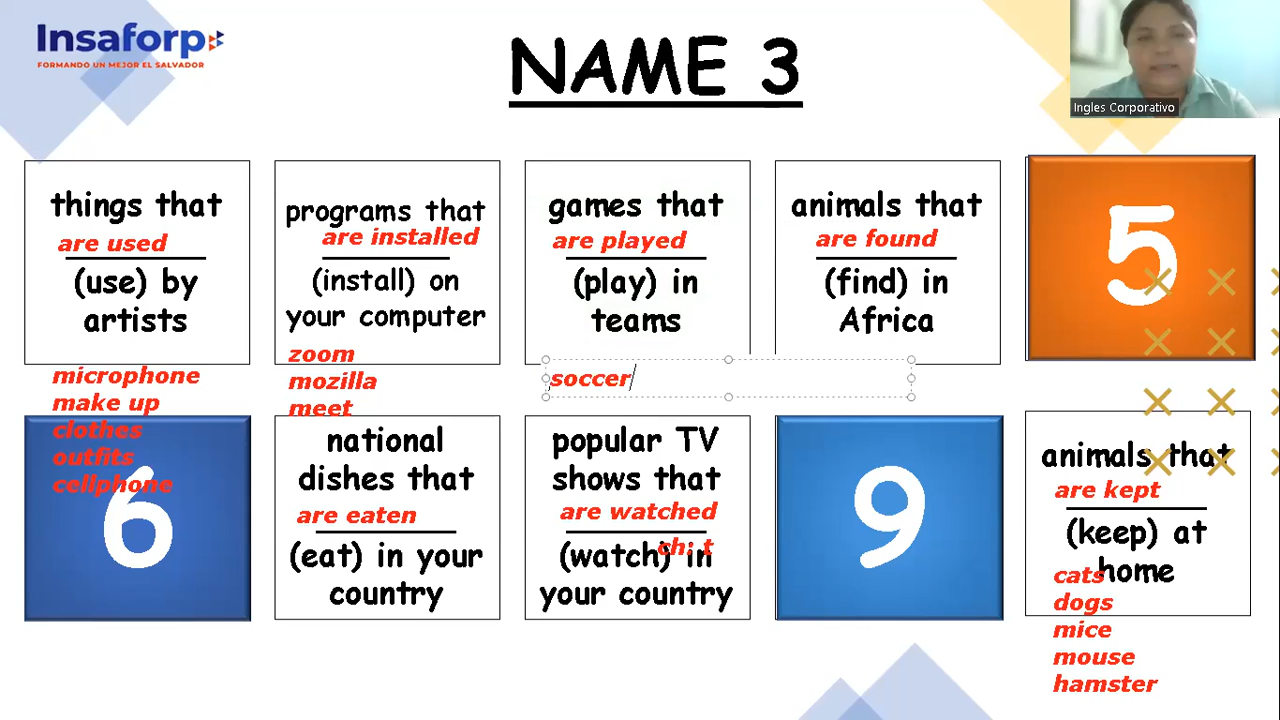 Insaforp
FORMANDO UN MEJOR EL SALVADOR
NAME 3
Ingles Corporativo
things that
are used
(use) by
artists
microphone
make up
clothes
outfits
cellphone
programs that
are installed
(install) on
your computer
zoom
mozilla
meet
games that
are played
(play) in
teams
soccer
animals that
are found
(find) in
Africa
5
6
national
dishes that
are eaten
(eat) in your
country
popular TV
shows that
are watched
ch: t
(watch) in
your country
9
animals that
are kept
(keep) at
home
cats
dogs
mice
mouse
hamster